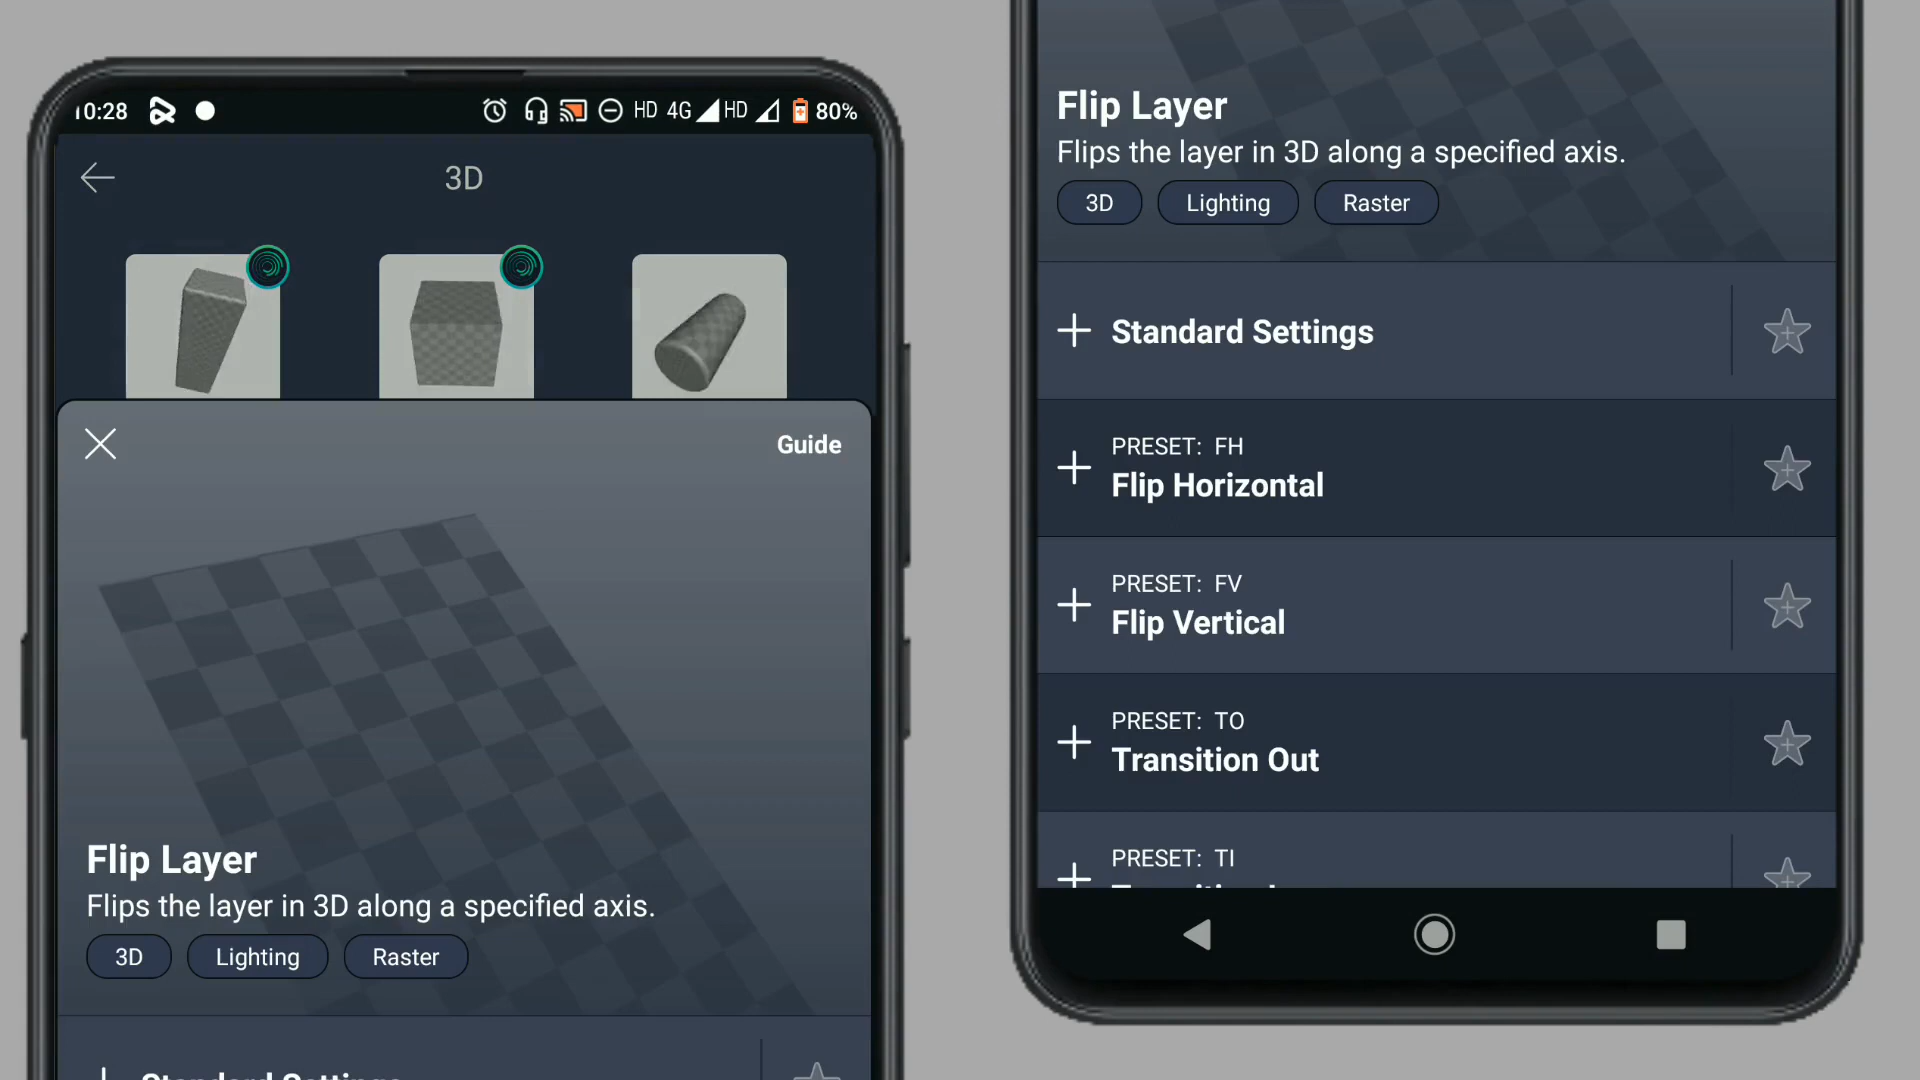 10:28
HD 4G HD 80%
3D
Guide
Flip Layer
Flips the layer in 3D along a specified axis.
3D Lighting Raster
Standard Settings
Flip Layer
Flips the layer in 3D along a specified axis.
3D Lighting Raster
Standard Settings
PRESET: FH
Flip Horizontal
PRESET: FV
Flip Vertical
PRESET: TO
Transition Out
PRESET: TI